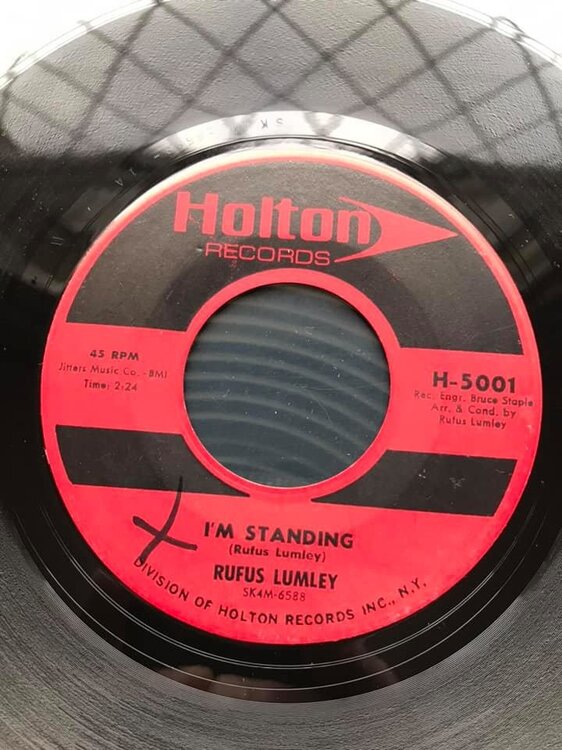 Holton
RECORDS
45 RPM
Jitters Music Co. -BMI
Time: 2:24
H-5001
Rec. Engr. Bruce Staple
Arr. & Cond. by
Rufus Lumley
I'M STANDING
(Rufus Lumley)
RUFUS LUMLEY
SK4M-6588
DIVISION OF HOLTON RECORDS INC., N.Y.